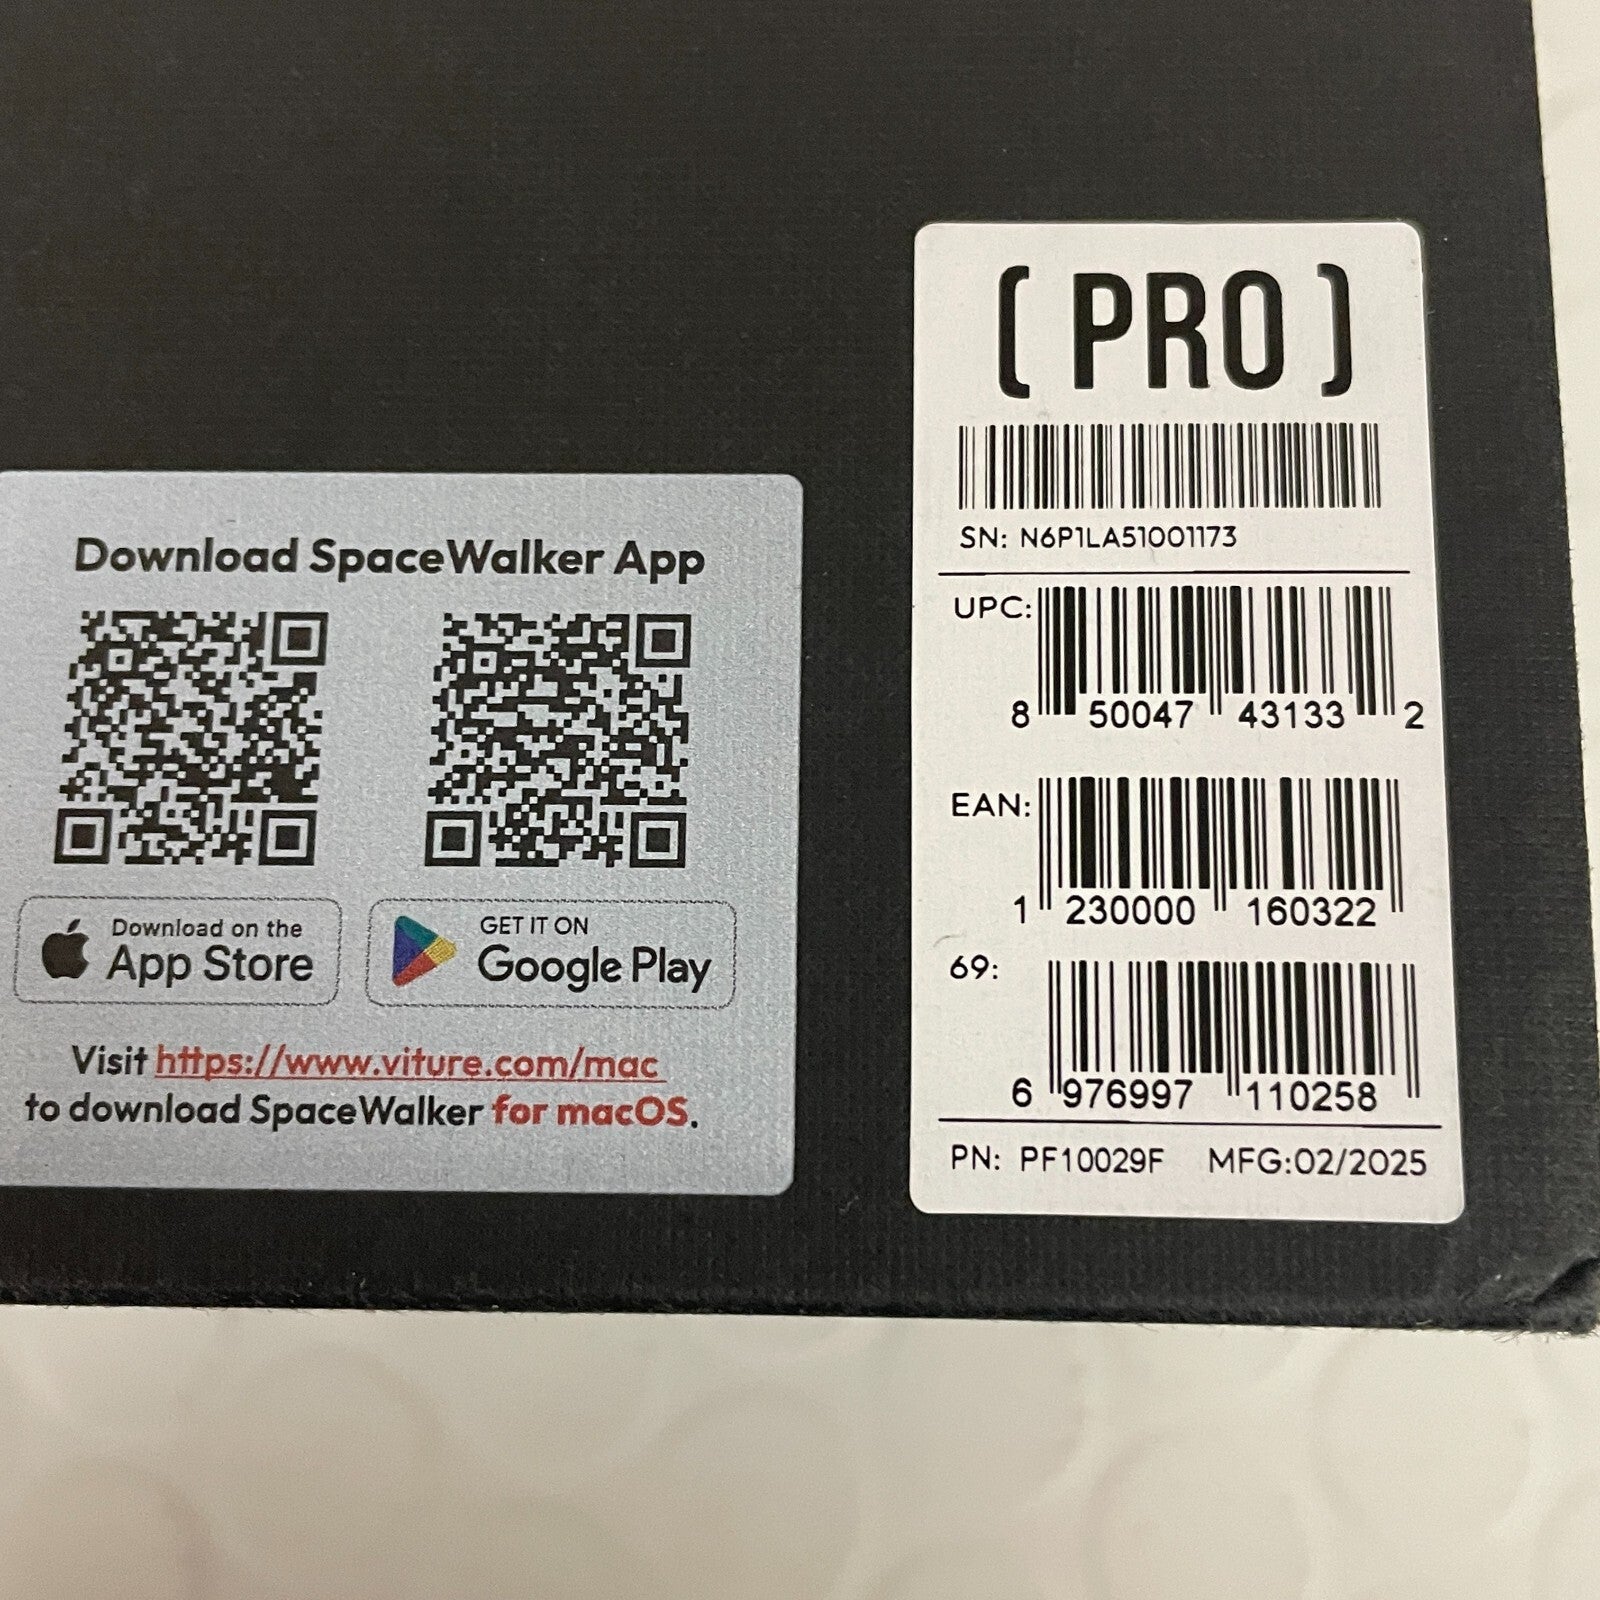 Download SpaceWalker App
Download on the
App Store
GET IT ON
Google Play
Visit https://www.viture.com/mac
to download SpaceWalker for macOS.
( PRO )
SN: N6P1LA51001173
UPC:
8 50047 43133 2
EAN:
1 230000 160322
69:
6 976997 110258
PN: PF10029F MFG:02/2025